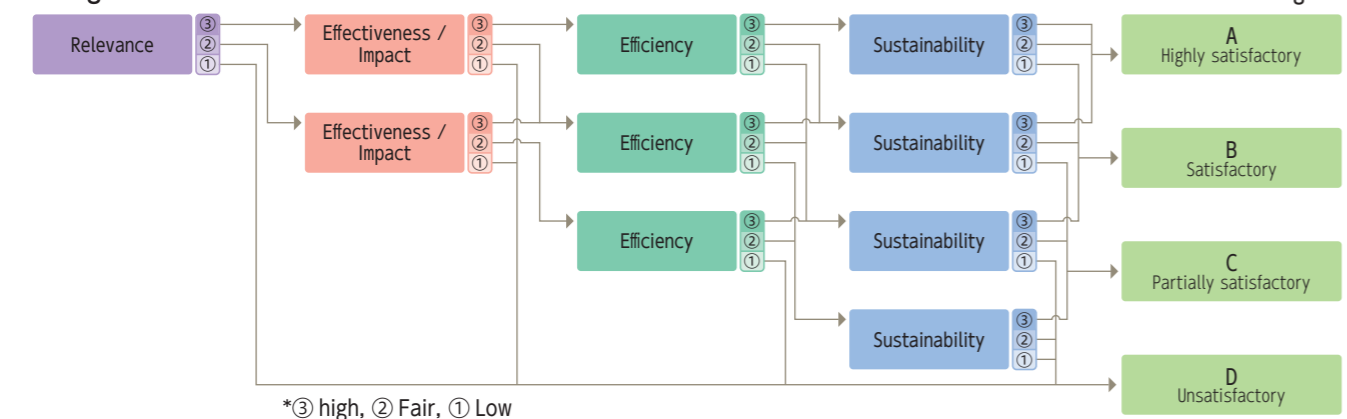 Relevance
③
②
①
Effectiveness /
Impact
③
②
①
Efficiency
③
②
①
Sustainability
③
②
①
A
Highly satisfactory
Effectiveness /
Impact
③
②
①
Efficiency
③
②
①
Sustainability
③
②
①
B
Satisfactory
Efficiency
③
②
①
Sustainability
③
②
①
C
Partially satisfactory
Sustainability
③
②
①
D
Unsatisfactory
*③ high, ② Fair, ① Low